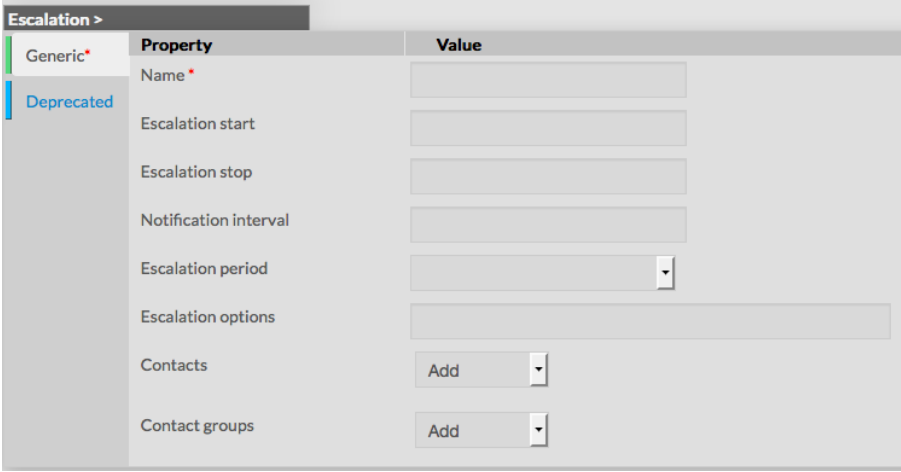 Escalation >
Generic*
Deprecated
Property Value
Name *
Escalation start
Escalation stop
Notification interval
Escalation period
Escalation options
Contacts Add
Contact groups Add